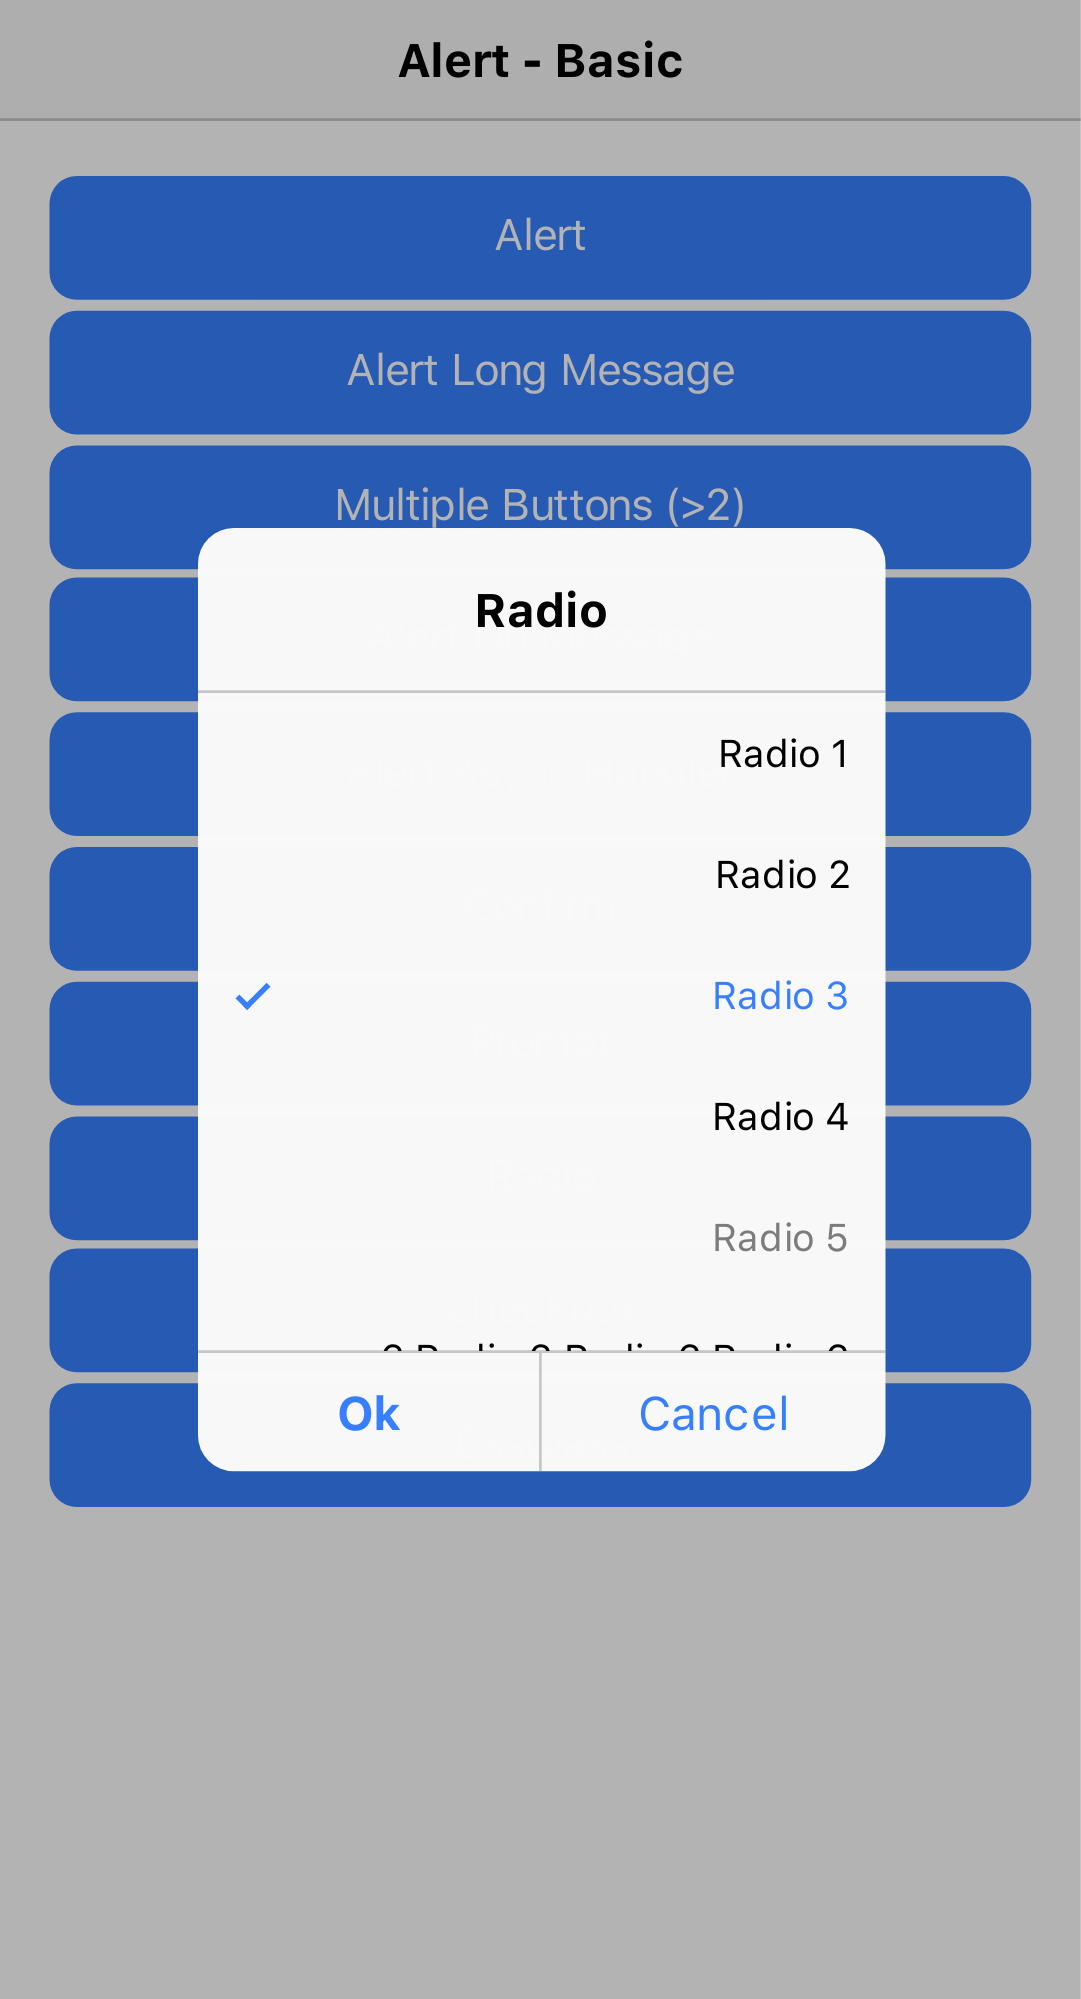 Alert - Basic
Alert
Alert Long Message
Multiple Buttons (>2)
Radio
Radio 1
Radio 2
Radio 3
Radio 4
Radio 5
Ok
Cancel